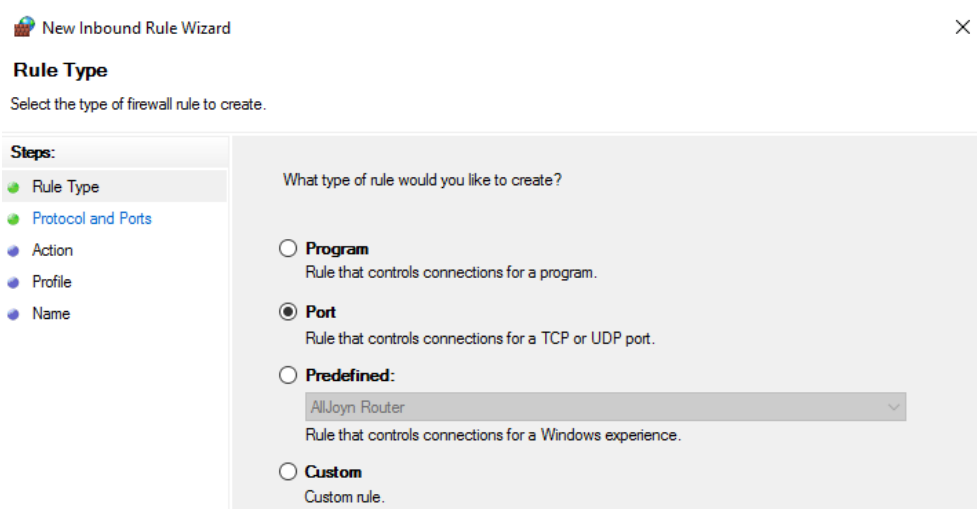 New Inbound Rule Wizard
Rule Type
Select the type of firewall rule to create.
Steps:
Rule Type
Protocol and Ports
Action
Profile
Name
What type of rule would you like to create?
Program
Rule that controls connections for a program.
Port
Rule that controls connections for a TCP or UDP port.
Predefined:
AllJoyn Router
Rule that controls connections for a Windows experience.
Custom
Custom rule.